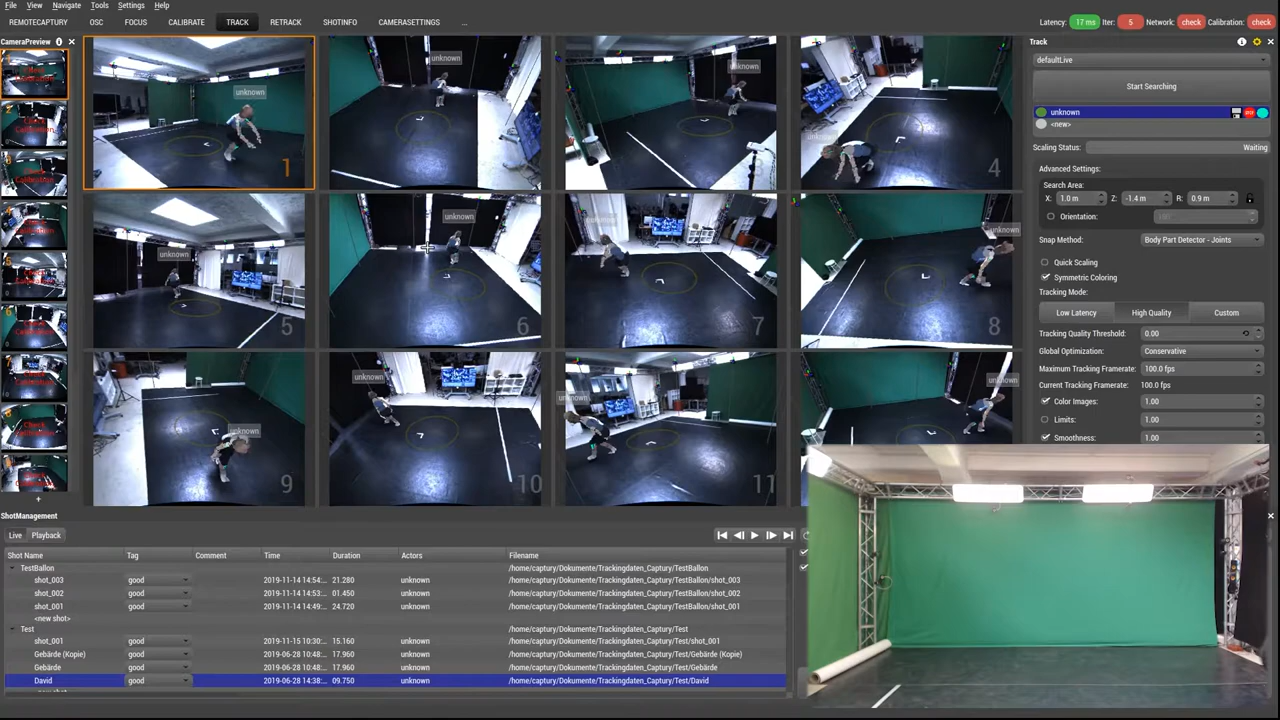 File View Navigate Tools Settings Help
REMOTECAPTURY OSC FOCUS CALIBRATE TRACK RETRACK SHOTINFO CAMERASETTINGS ...
Latency: 17 ms Iter: 5 Network: check Calibration: check
CameraPreview
Track
defaultLive
Start Searching
unknown
<new>
Scaling Status: Waiting
Advanced Settings:
Search Area:
X: 1.0 m Z: -1.4 m R: 0.9 m
Orientation:
Snap Method: Body Part Detector - Joints
Quick Scaling
Symmetric Coloring
Tracking Mode:
Low Latency High Quality Custom
Tracking Quality Threshold: 0.00
Global Optimization: Conservative
Maximum Tracking Framerate: 100.0 fps
Current Tracking Framerate: 100.0 fps
Color Images: 1.00
Limits: 1.00
Smoothness: 1.00
unknown unknown unknown unknown
1 4
unknown unknown unknown unknown
5 6 7 8
unknown unknown unknown unknown
9 10 11
ShotManagement
Live Playback
Shot Name Tag Comment Time Duration Actors Filename
TestBallon /home/captury/Dokumente/Trackingdaten_Captury/TestBallon
shot_003 good 2019-11-14 14:54:... 21.280 unknown /home/captury/Dokumente/Trackingdaten_Captury/TestBallon/shot_003
shot_002 good 2019-11-14 14:53:... 01.450 unknown /home/captury/Dokumente/Trackingdaten_Captury/TestBallon/shot_002
shot_001 good 2019-11-14 14:49:... 24.720 unknown /home/captury/Dokumente/Trackingdaten_Captury/TestBallon/shot_001
<new shot>
Test /home/captury/Dokumente/Trackingdaten_Captury/Test
shot_001 good 2019-11-15 10:30:... 15.160 unknown /home/captury/Dokumente/Trackingdaten_Captury/Test/shot_001
Gebärde (Kopie) good 2019-06-28 10:48:... 17.960 unknown /home/captury/Dokumente/Trackingdaten_Captury/Test/Gebärde (Kopie)
Gebärde good 2019-06-28 10:48:... 17.960 unknown /home/captury/Dokumente/Trackingdaten_Captury/Test/Gebärde
David good 2019-06-28 14:38:... 09.750 unknown /home/captury/Dokumente/Trackingdaten_Captury/Test/David